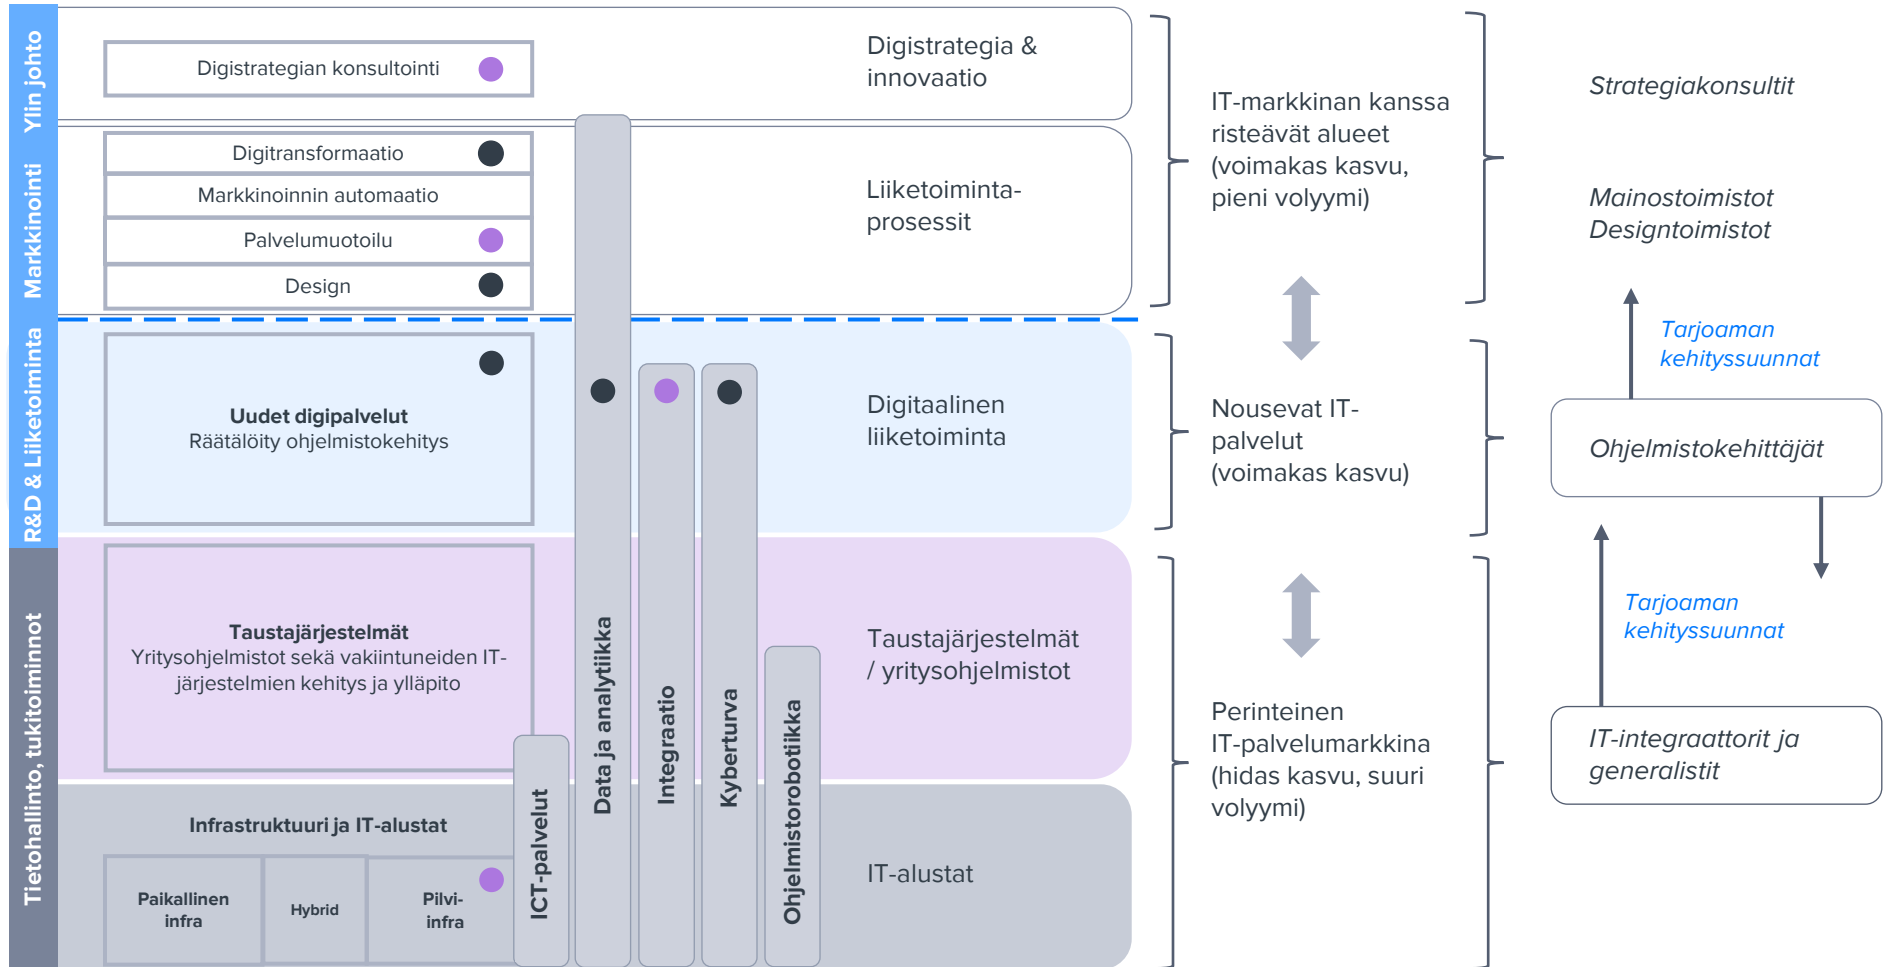 Ylin johto
Markkinointi
R&D & Liiketoiminta
Tietohallinto, tukitoiminnot
Digistrategian konsultointi
Digitransformaatio
Markkinoinnin automaatio
Palvelumuotoilu
Design
Uudet digipalvelut
Räätälöity ohjelmistokehitys
Taustajärjestelmät
Yritysohjelmistot sekä vakiintuneiden IT-
järjestelmien kehitys ja ylläpito
Infrastruktuuri ja IT-alustat
Paikallinen
infra
Hybrid
Pilvi-
infra
ICT-palvelut
Data ja analytiikka
Integraatio
Kyberturva
Ohjelmistorobotiikka
Digistrategia &
innovaatio
Liiketoiminta-
prosessit
Digitaalinen
liiketoiminta
Taustajärjestelmät
/ yritysohjelmistot
IT-alustat
IT-markkinan kanssa
risteävät alueet
(voimakas kasvu,
pieni volyymi)
Nousevat IT-
palvelut
(voimakas kasvu)
Perinteinen
IT-palvelumarkkina
(hidas kasvu, suuri
volyymi)
Strategiakonsultit
Mainostoimistot
Designtoimistot
Tarjoaman
kehityssuunnat
Ohjelmistokehittäjät
Tarjoaman
kehityssuunnat
IT-integraattorit ja
generalistit